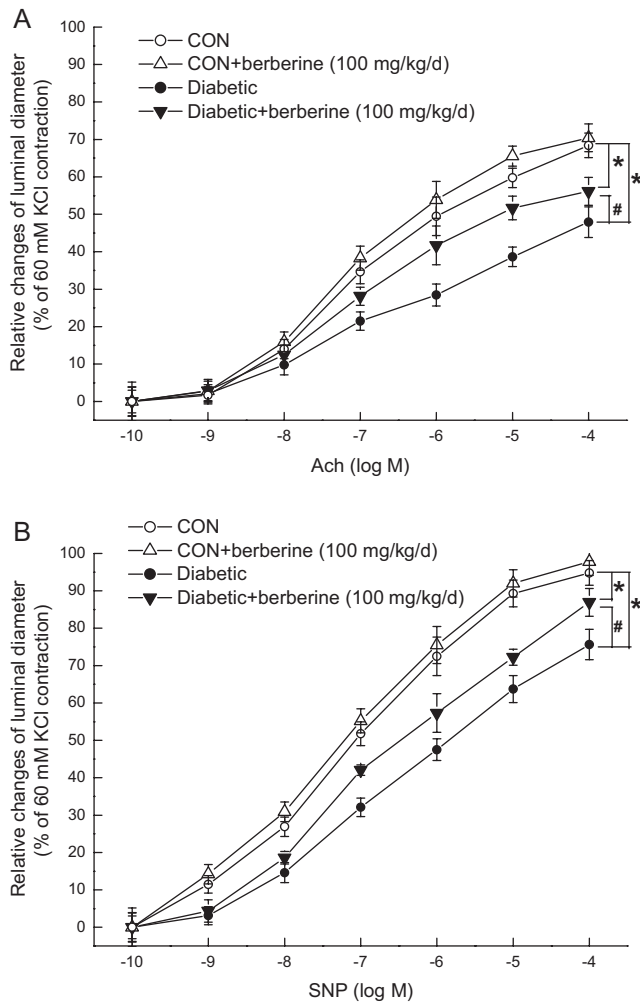 A
CON
CON+berberine (100 mg/kg/d)
Diabetic
Diabetic+berberine (100 mg/kg/d)
Relative changes of luminal diameter
(% of 60 mM KCl contraction)
100
90
80
70
60
50
40
30
20
10
0
*
*
#
-10 -9 -8 -7 -6 -5 -4
Ach (log M)
B
CON
CON+berberine (100 mg/kg/d)
Diabetic
Diabetic+berberine (100 mg/kg/d)
Relative changes of luminal diameter
(% of 60 mM KCl contraction)
100
90
80
70
60
50
40
30
20
10
0
*
*
#
-10 -9 -8 -7 -6 -5 -4
SNP (log M)